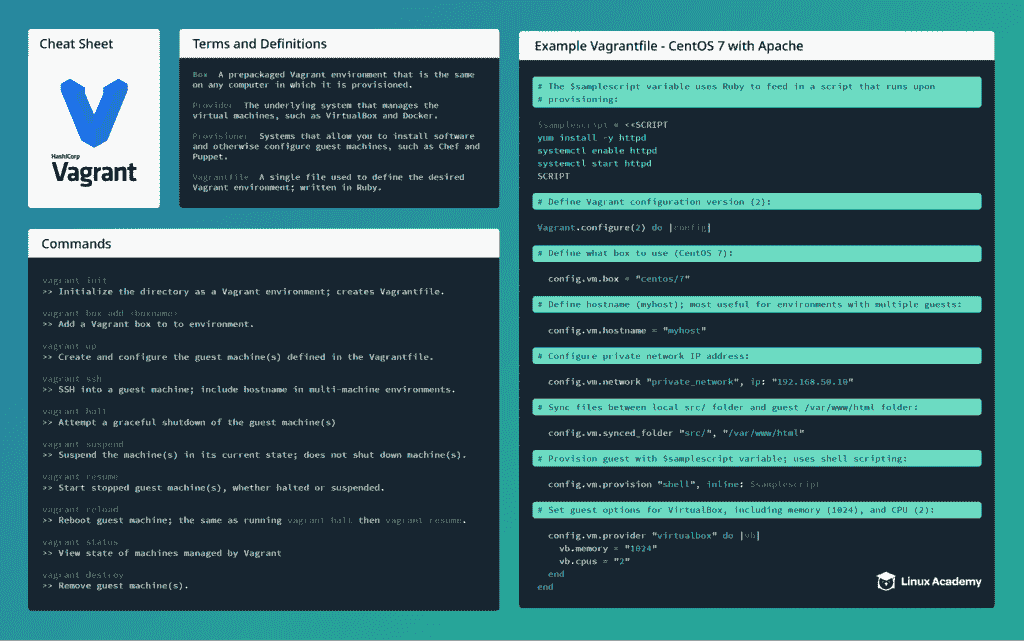 Cheat Sheet
HashiCorp
Vagrant
Terms and Definitions
Box A prepackaged Vagrant environment that is the same
on any computer in which it is provisioned.
Provider The underlying system that manages the
virtual machines, such as VirtualBox and Docker.
Provisioner Systems that allow you to install software
and otherwise configure guest machines, such as Chef and
Puppet.
Vagrantfile A single file used to define the desired
Vagrant environment; written in Ruby.
Commands
vagrant init
>> Initialize the directory as a Vagrant environment; creates Vagrantfile.
vagrant box add <boxname>
>> Add a Vagrant box to to environment.
vagrant up
>> Create and configure the guest machine(s) defined in the Vagrantfile.
vagrant ssh
>> SSH into a guest machine; include hostname in multi-machine environments.
vagrant halt
>> Attempt a graceful shutdown of the guest machine(s)
vagrant suspend
>> Suspend the machine(s) in its current state; does not shut down machine(s).
vagrant resume
>> Start stopped guest machine(s), whether halted or suspended.
vagrant reload
>> Reboot guest machine; the same as running vagrant halt then vagrant resume.
vagrant status
>> View state of machines managed by Vagrant
vagrant destroy
>> Remove guest machine(s).
Example Vagrantfile - CentOS 7 with Apache
# The $samplescript variable uses Ruby to feed in a script that runs upon
# provisioning:
$samplescript = <<SCRIPT
yum install -y httpd
systemctl enable httpd
systemctl start httpd
SCRIPT
# Define Vagrant configuration version (2):
Vagrant.configure(2) do |config|
# Define what box to use (CentOS 7):
config.vm.box = "centos/7"
# Define hostname (myhost); most useful for environments with multiple guests:
config.vm.hostname = "myhost"
# Configure private network IP address:
config.vm.network "private_network", ip: "192.168.50.10"
# Sync files between local src/ folder and guest /var/www/html folder:
config.vm.synced_folder "src/", "/var/www/html"
# Provision guest with $samplescript variable; uses shell scripting:
config.vm.provision "shell", inline: $samplescript
# Set guest options for VirtualBox, including memory (1024), and CPU (2):
config.vm.provider "virtualbox" do |vb|
vb.memory = "1024"
vb.cpus = "2"
end
end
Linux Academy